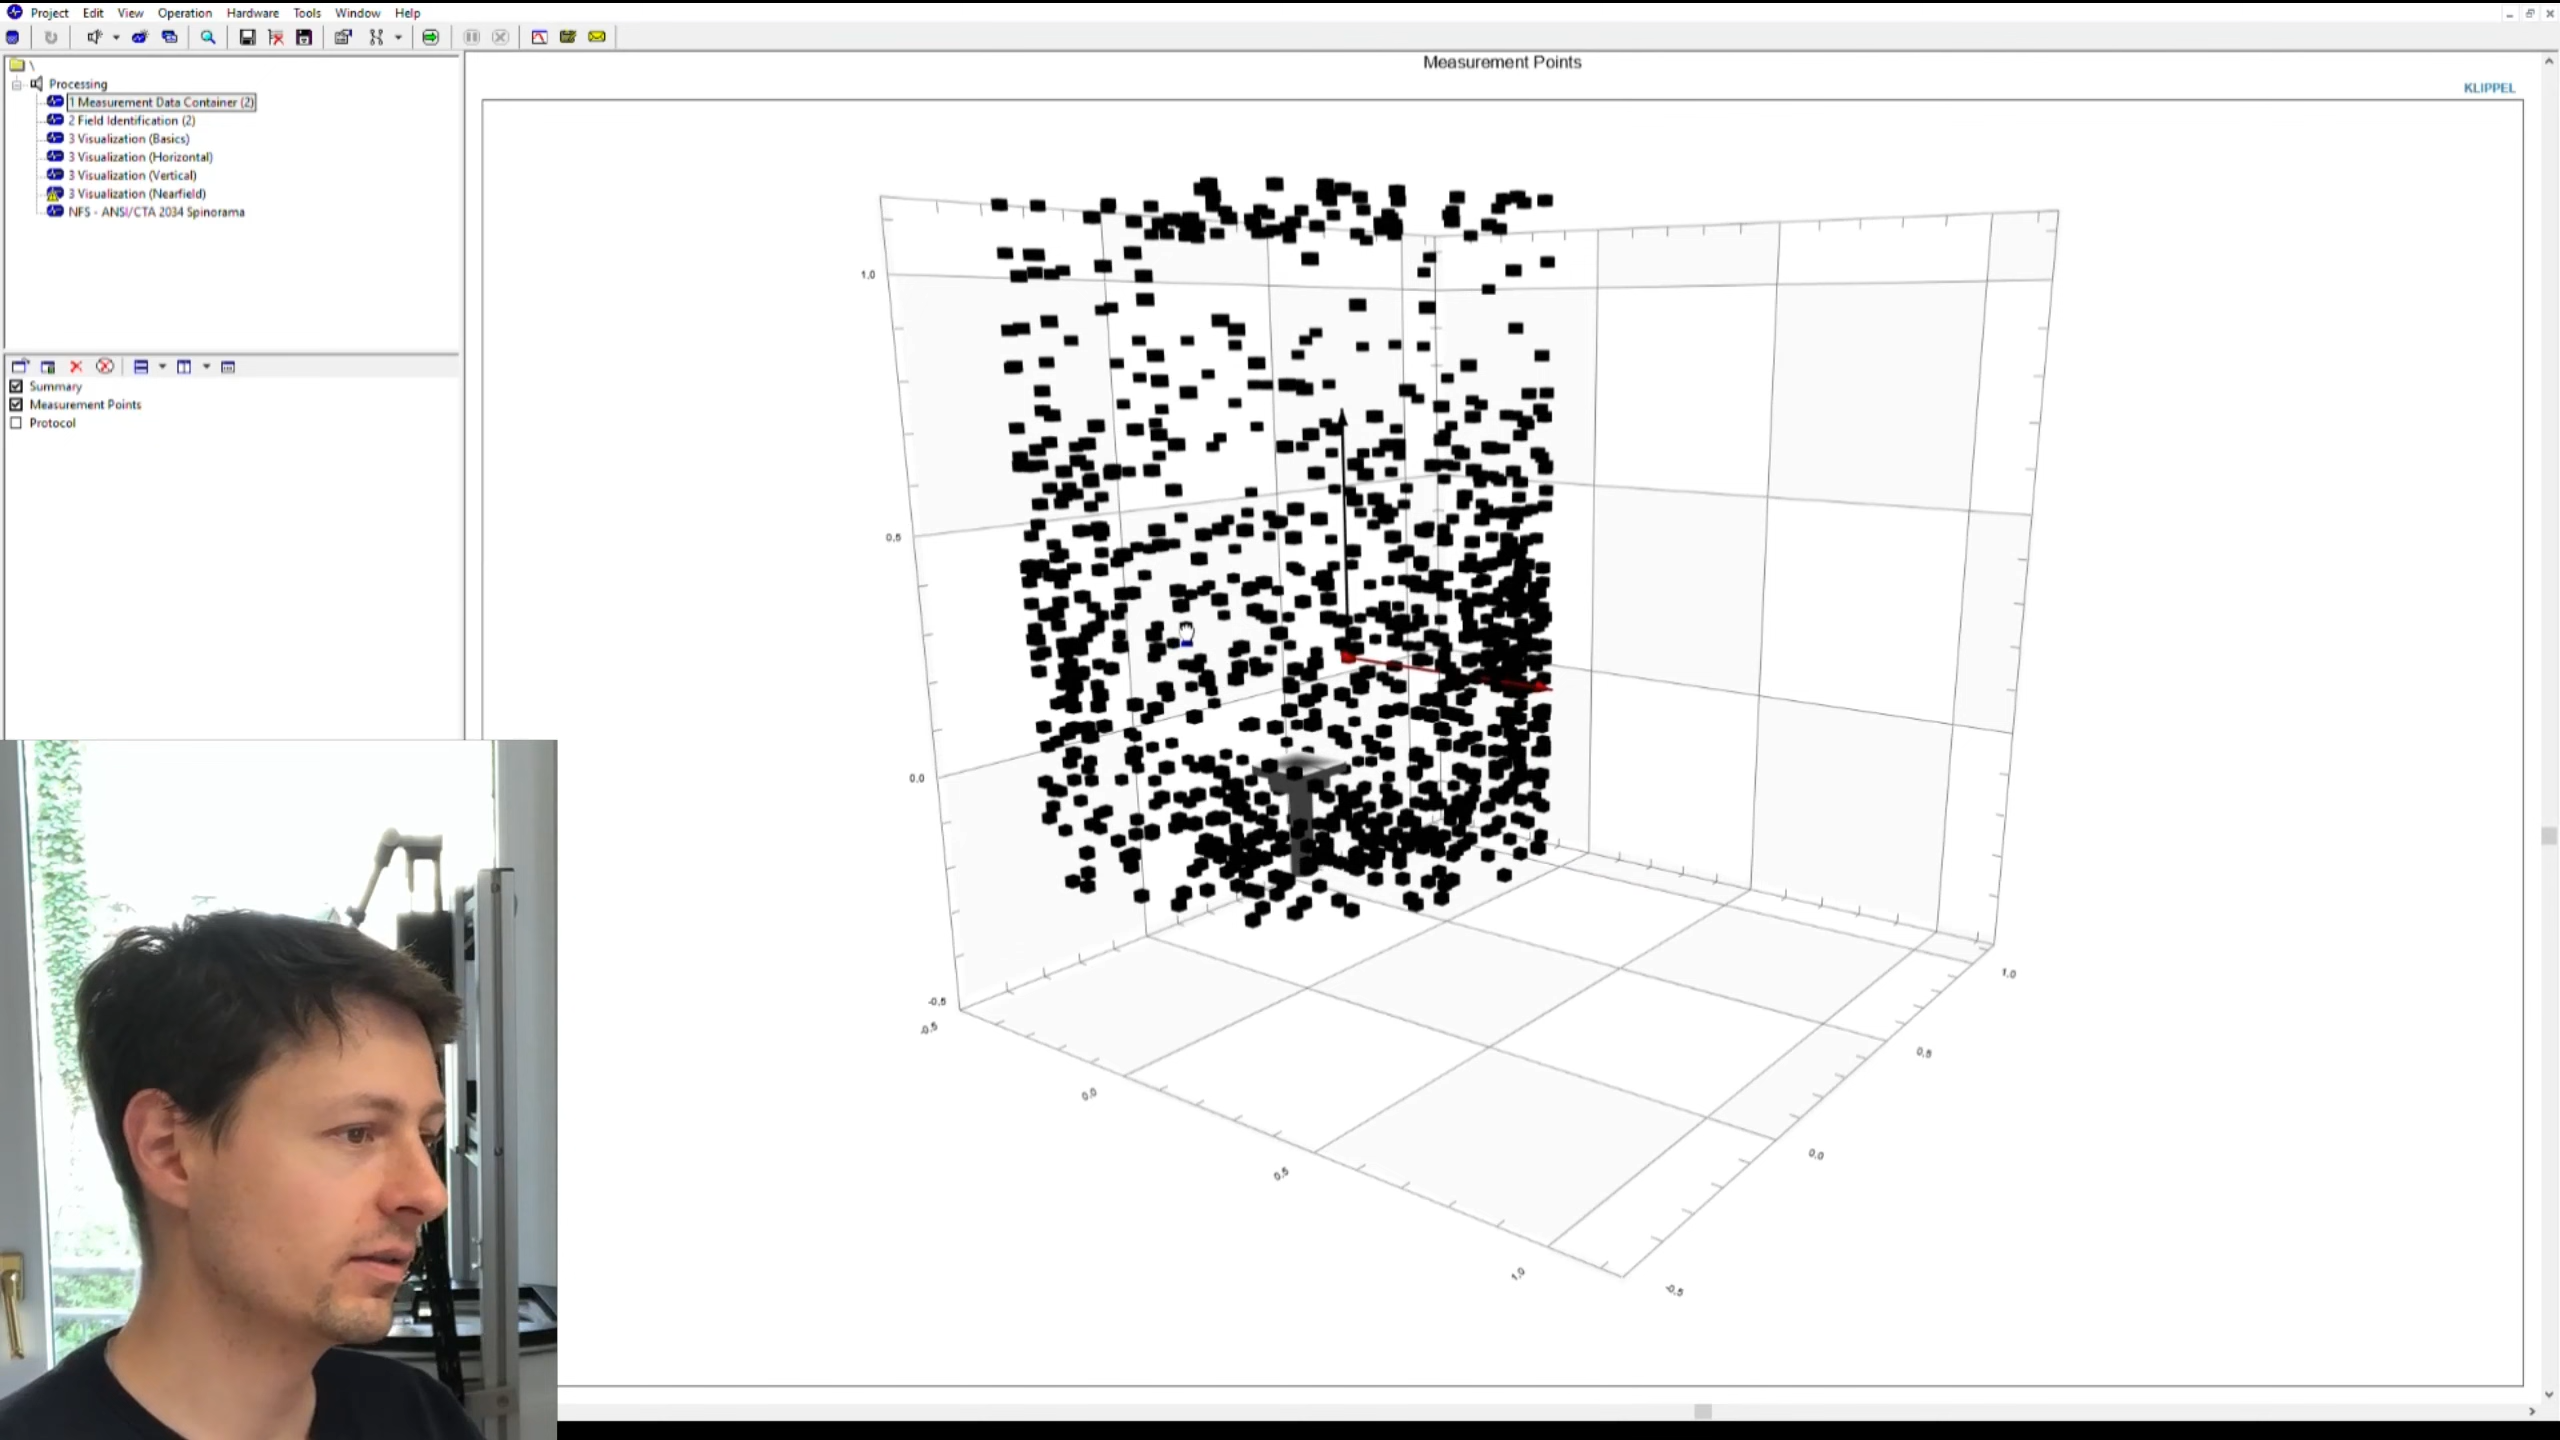 Project Edit View Operation Hardware Tools Window Help
Measurement Points
KLIPPEL
\
Processing
1 Measurement Data Container (2)
2 Field Identification (2)
3 Visualization (Basics)
3 Visualization (Horizontal)
3 Visualization (Vertical)
3 Visualization (Nearfield)
NFS - ANSI/CTA 2034 Spinorama
Summary
Measurement Points
Protocol
1,0
0,5
0,0
-0,5
-0,5
0,0
0,5
1,0
1,0
0,5
0,0
-0,5